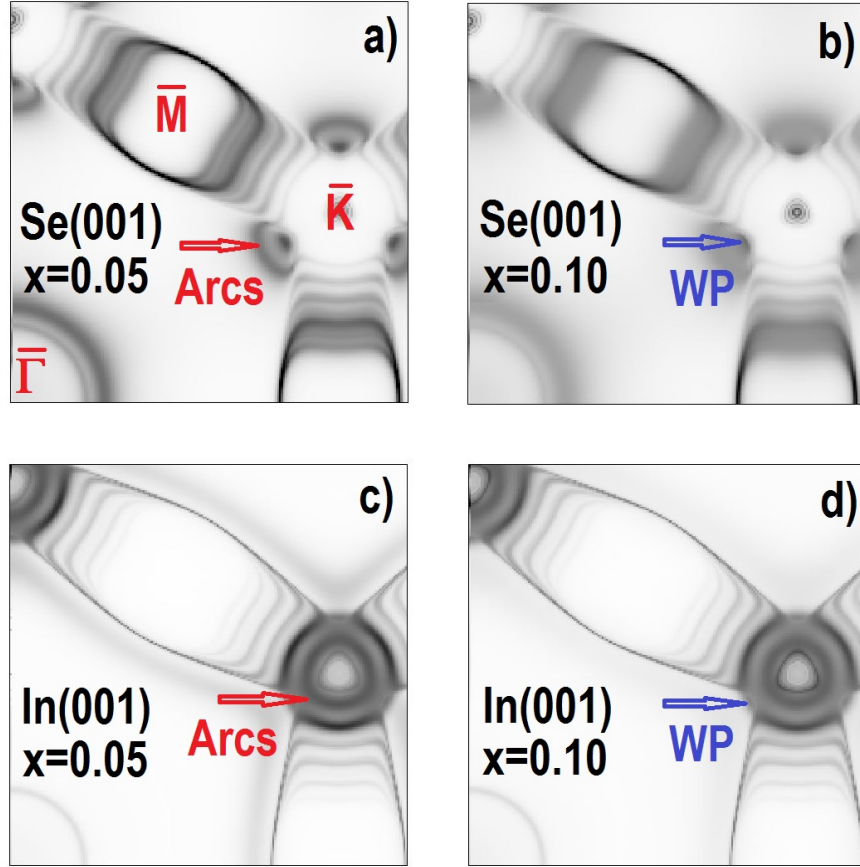 a)
M̅
K̅
Se(001)
x=0.05
Arcs
Γ̅
b)
Se(001)
x=0.10
WP
c)
In(001)
x=0.05
Arcs
d)
In(001)
x=0.10
WP